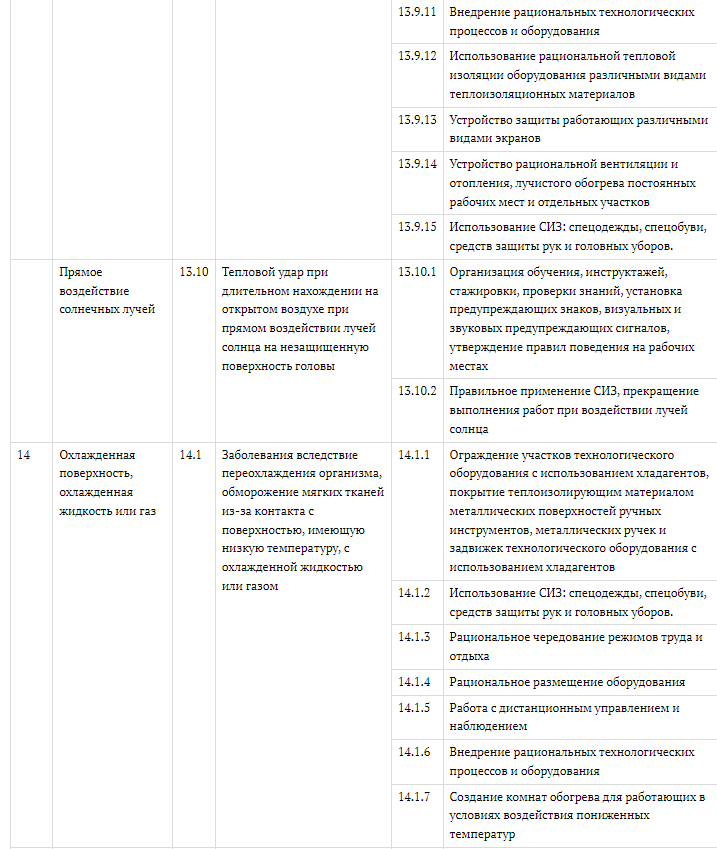 13.9.11 Внедрение рациональных технологических
процессов и оборудования
13.9.12 Использование рациональной тепловой
изоляции оборудования различными видами
теплоизоляционных материалов
13.9.13 Устройство защиты работающих различными
видами экранов
13.9.14 Устройство рациональной вентиляции и
отопления, лучистого обогрева постоянных
рабочих мест и отдельных участков
13.9.15 Использование СИЗ: спецодежды, спецобуви,
средств защиты рук и головных уборов.
Прямое
воздействие
солнечных лучей
13.10
Тепловой удар при
длительном нахождении на
открытом воздухе при
прямом воздействии лучей
солнца на незащищенную
поверхность головы
13.10.1 Организация обучения, инструктажей,
стажировки, проверки знаний, установка
предупреждающих знаков, визуальных и
звуковых предупреждающих сигналов,
утверждение правил поведения на рабочих
местах
13.10.2 Правильное применение СИЗ, прекращение
выполнения работ при воздействии лучей
солнца
14
Охлажденная
поверхность,
охлажденная
жидкость или газ
14.1
Заболевания вследствие
переохлаждения организма,
обморожение мягких тканей
из-за контакта с
поверхностью, имеющую
низкую температуру, с
охлажденной жидкостью
или газом
14.1.1 Ограждение участков технологического
оборудования с использованием хладагентов,
покрытие теплоизолирующим материалом
металлических поверхностей ручных
инструментов, металлических ручек и
задвижек технологического оборудования с
использованием хладагентов
14.1.2 Использование СИЗ: спецодежды, спецобуви,
средств защиты рук и головных уборов.
14.1.3 Рациональное чередование режимов труда и
отдыха
14.1.4 Рациональное размещение оборудования
14.1.5 Работа с дистанционным управлением и
наблюдением
14.1.6 Внедрение рациональных технологических
процессов и оборудования
14.1.7 Создание комнат обогрева для работающих в
условиях воздействия пониженных
температур